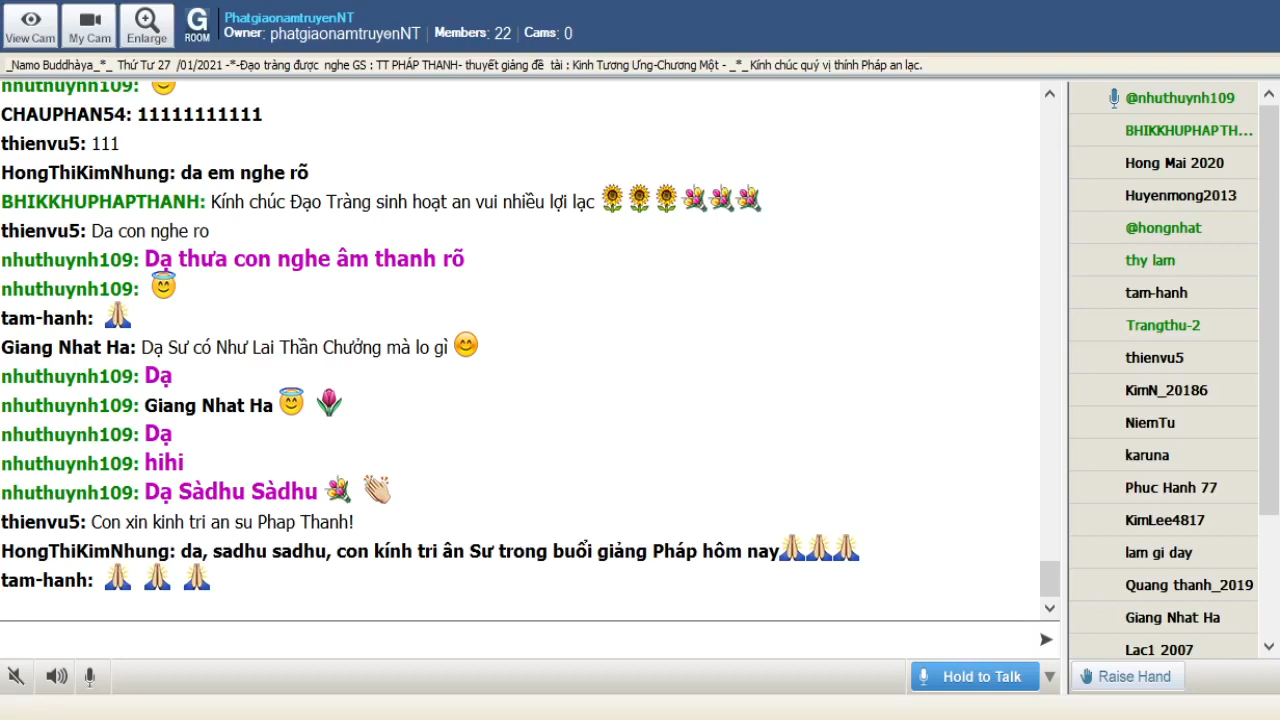 View Cam
My Cam
Enlarge
G
ROOM
PhatgiaonamtruyenNT
Owner: phatgiaonamtruyenNT | Members: 22 | Cams: 0
_Namo Buddhàya_*_ Thứ Tư 27 /01/2021 -*-Đạo tràng được nghe GS : TT PHÁP THANH- thuyết giảng đề tài : Kinh Tương Ưng-Chương Một - _*_Kính chúc quý vị thính Pháp an lạc.
nhuthuynh109: 😊
CHAUPHAN54: 11111111111
thienvu5: 111
HongThiKimNhung: da em nghe rõ
BHIKKHUPHAPTHANH: Kính chúc Đạo Tràng sinh hoạt an vui nhiều lợi lạc 🌻🌻🌻💐💐💐
thienvu5: Da con nghe ro
nhuthuynh109: Dạ thưa con nghe âm thanh rõ
nhuthuynh109: 😇
tam-hanh: 🙏
Giang Nhat Ha: Dạ Sư có Như Lai Thần Chưởng mà lo gì 😊
nhuthuynh109: Dạ
nhuthuynh109: Giang Nhat Ha 😇 🌷
nhuthuynh109: Dạ
nhuthuynh109: hihi
nhuthuynh109: Dạ Sàdhu Sàdhu 💐 👏
thienvu5: Con xin kinh tri an su Phap Thanh!
HongThiKimNhung: da, sadhu sadhu, con kính tri ân Sư trong buổi giảng Pháp hôm nay🙏🙏🙏
tam-hanh: 🙏 🙏 🙏
@nhuthuynh109
BHIKKHUPHAPTH...
Hong Mai 2020
Huyenmong2013
@hongnhat
thy lam
tam-hanh
Trangthu-2
thienvu5
KimN_20186
NiemTu
karuna
Phuc Hanh 77
KimLee4817
lam gi day
Quang thanh_2019
Giang Nhat Ha
Lac1 2007
Hold to Talk
Raise Hand